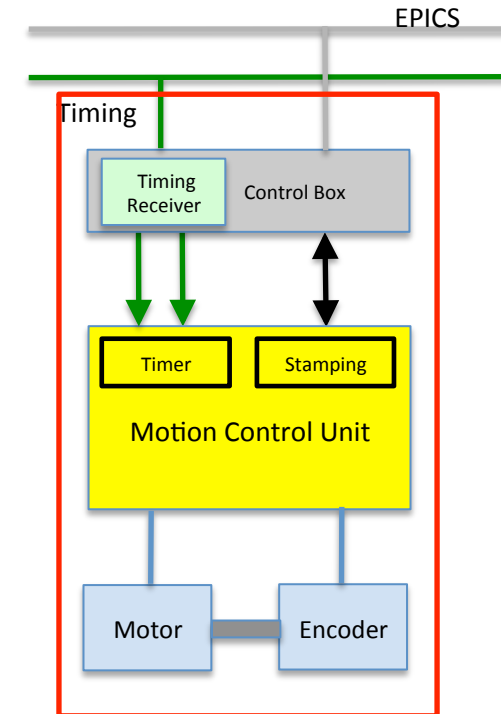 EPICS
Timing
Timing
Receiver
Control Box
Timer
Stamping
Motion Control Unit
Motor
Encoder